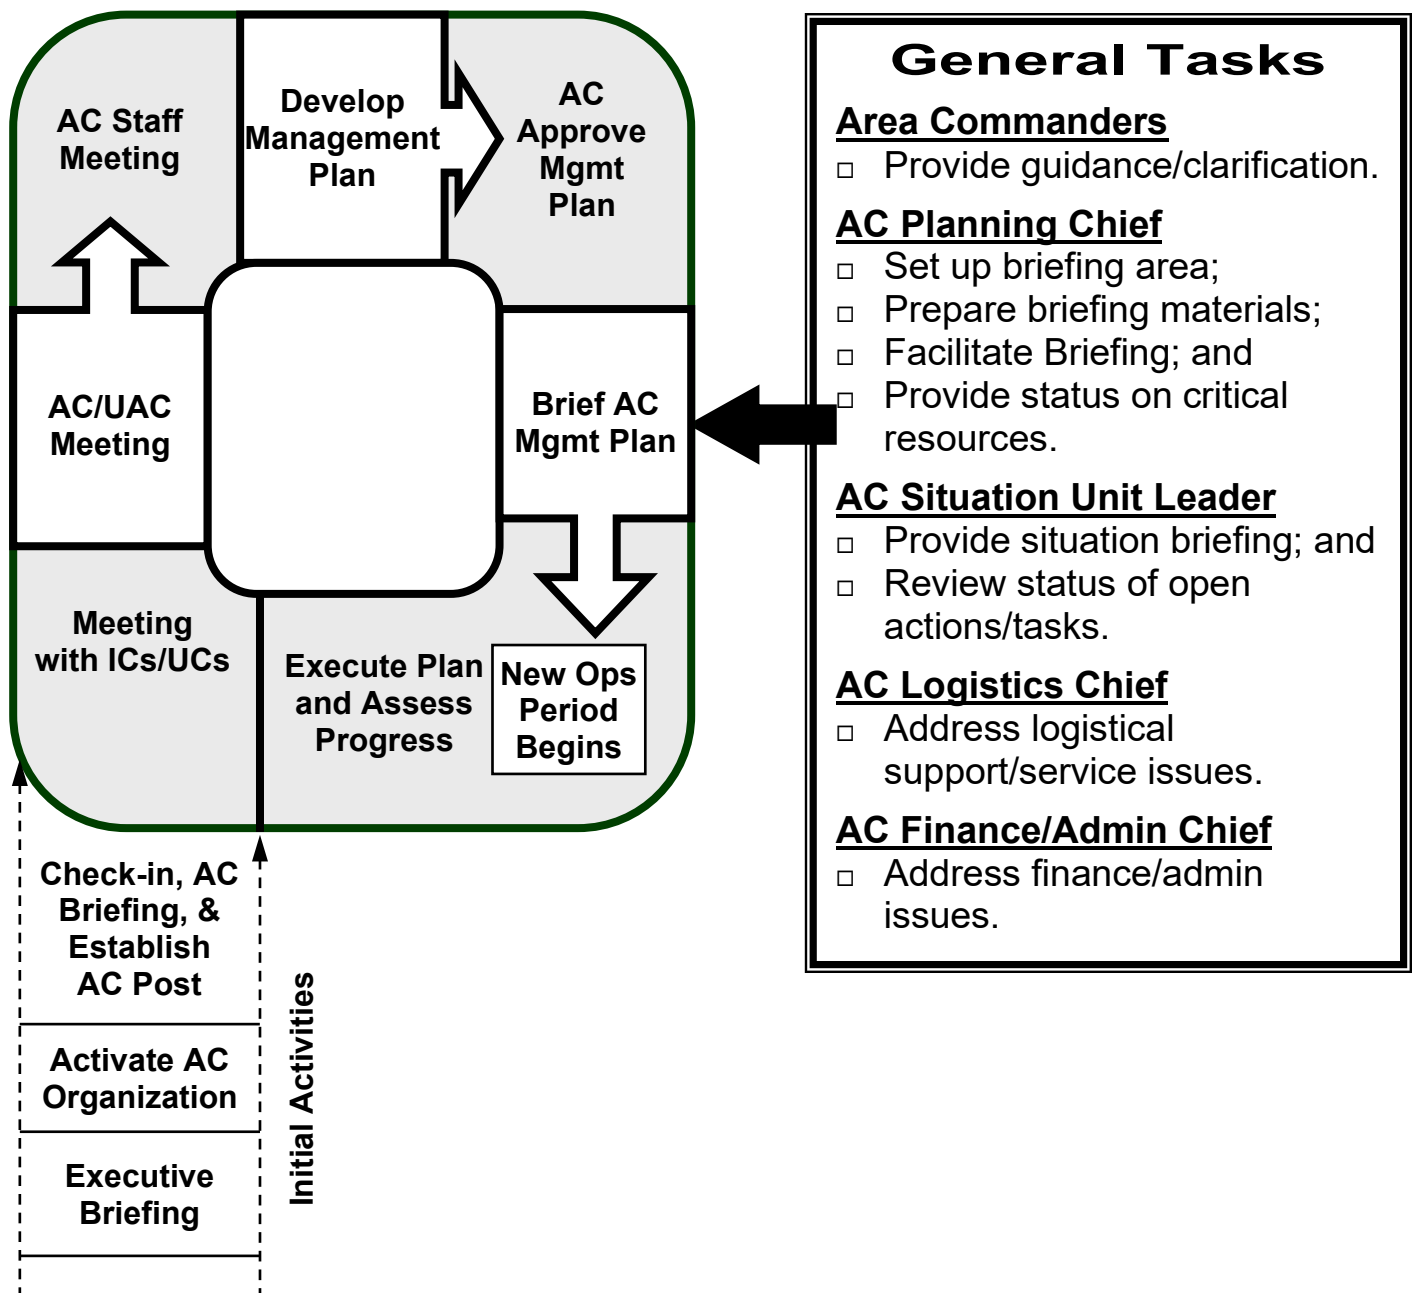 AC Staff
Meeting
Develop
Management
Plan
AC
Approve
Mgmt
Plan
AC/UAC
Meeting
Brief AC
Mgmt Plan
Meeting
with ICs/UCs
Execute Plan
and Assess
Progress
New Ops
Period
Begins
Check-in, AC
Briefing, &
Establish
AC Post
Activate AC
Organization
Executive
Briefing
Initial Activities
General Tasks
Area Commanders
□ Provide guidance/clarification.
AC Planning Chief
□ Set up briefing area;
□ Prepare briefing materials;
□ Facilitate Briefing; and
□ Provide status on critical
resources.
AC Situation Unit Leader
□ Provide situation briefing; and
□ Review status of open
actions/tasks.
AC Logistics Chief
□ Address logistical
support/service issues.
AC Finance/Admin Chief
□ Address finance/admin
issues.